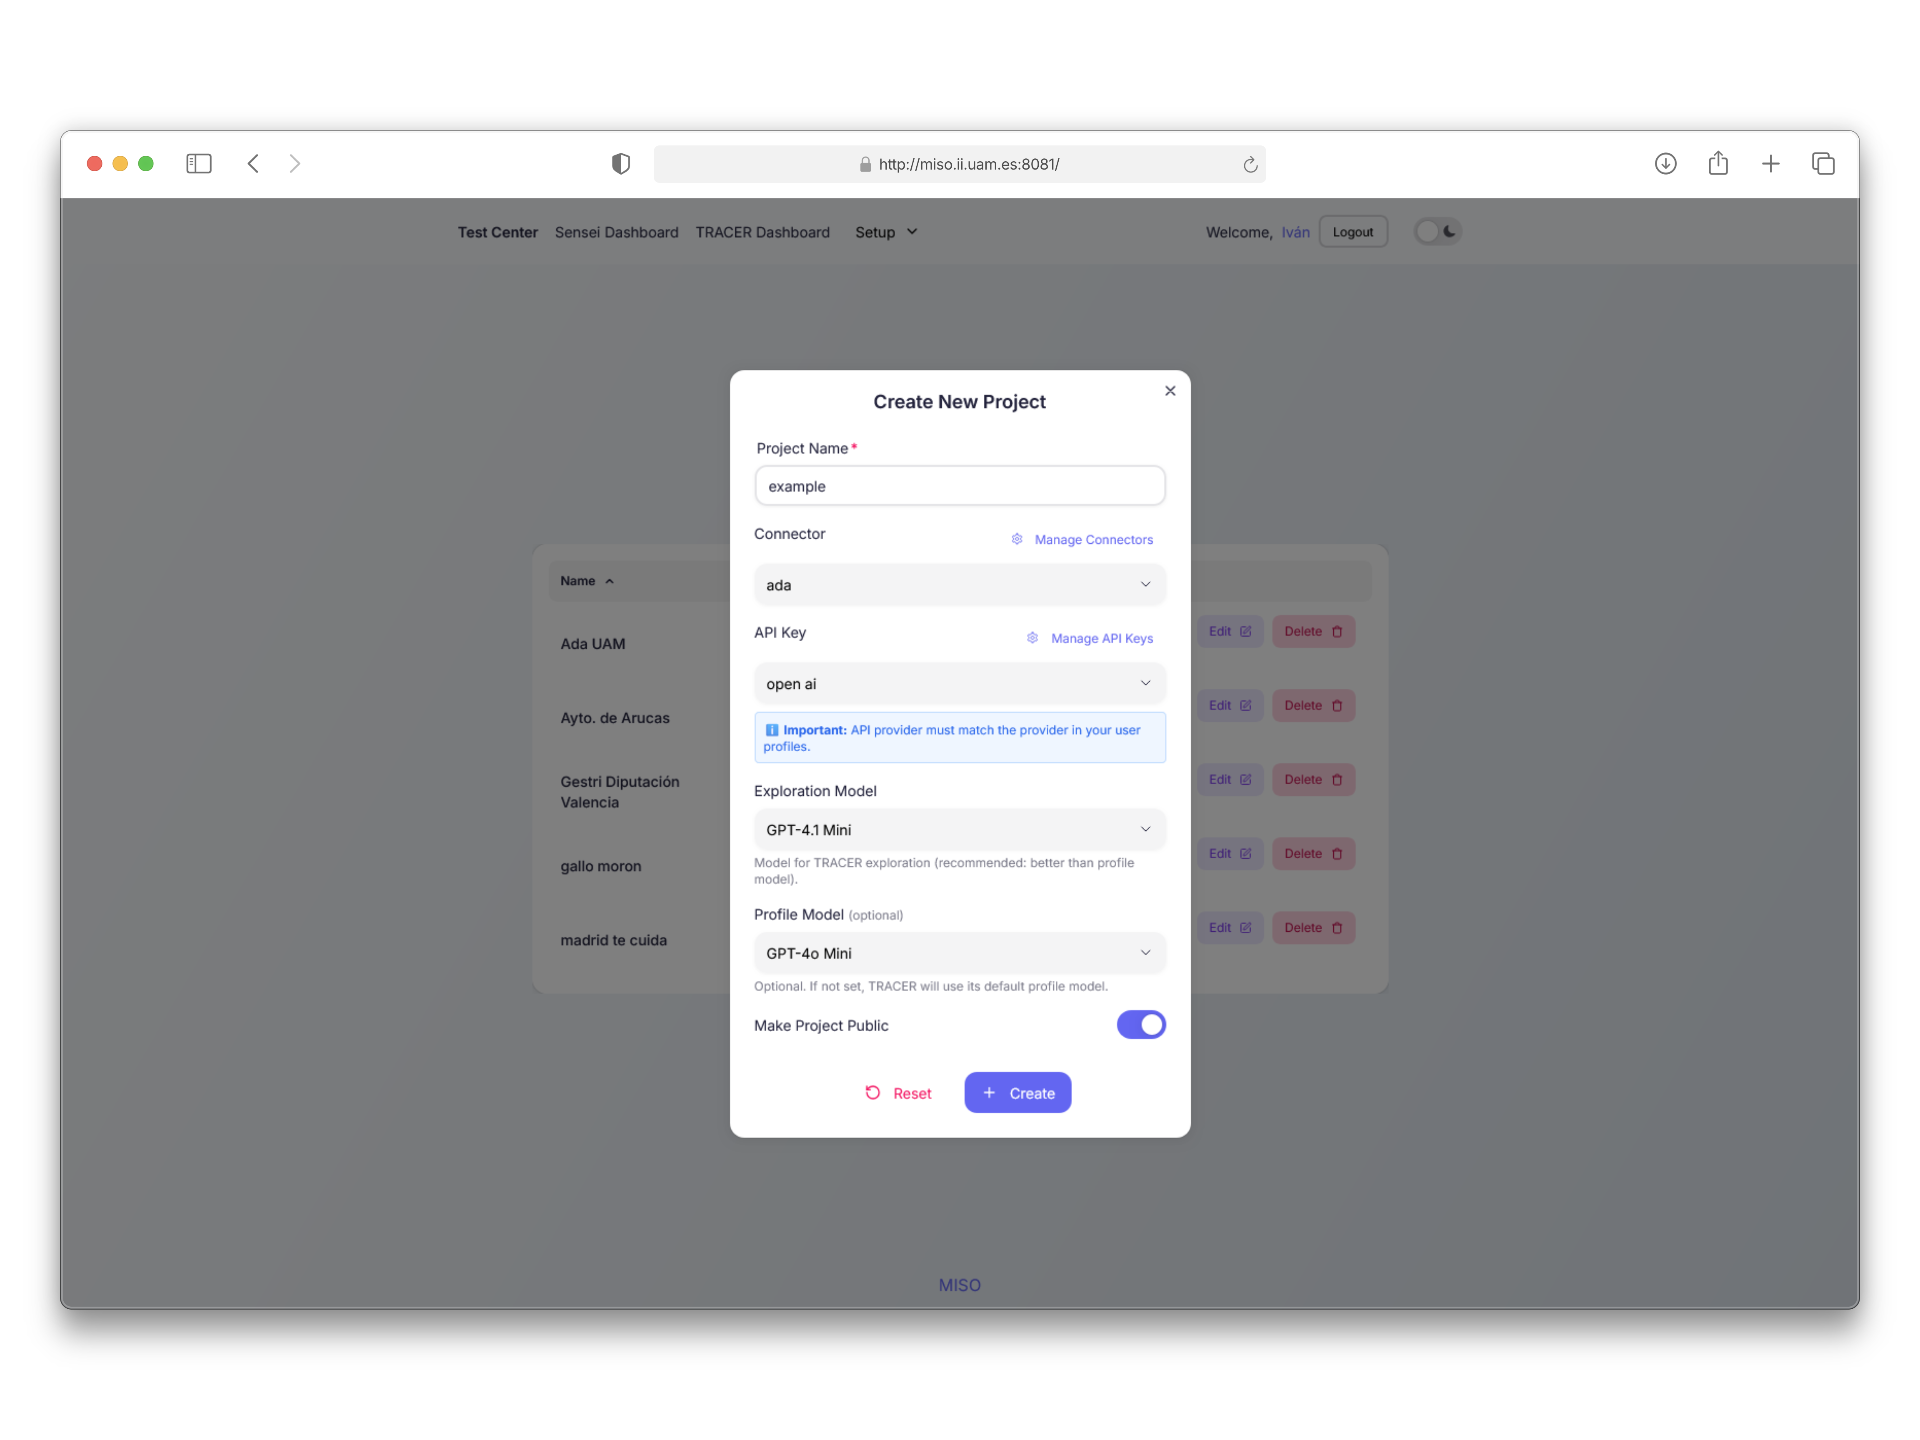 http://miso.ii.uam.es:8081/
Test Center Sensei Dashboard TRACER Dashboard Setup
Welcome, Iván Logout
Create New Project
Project Name*
example
Connector
Manage Connectors
ada
API Key
Manage API Keys
open ai
Important: API provider must match the provider in your user
profiles.
Exploration Model
GPT-4.1 Mini
Model for TRACER exploration (recommended: better than profile
model).
Profile Model (optional)
GPT-4o Mini
Optional. If not set, TRACER will use its default profile model.
Make Project Public
Reset
Create
Name
Ada UAM
Edit Delete
Ayto. de Arucas
Edit Delete
Gestri Diputación
Valencia
Edit Delete
gallo moron
Edit Delete
madrid te cuida
Edit Delete
MISO